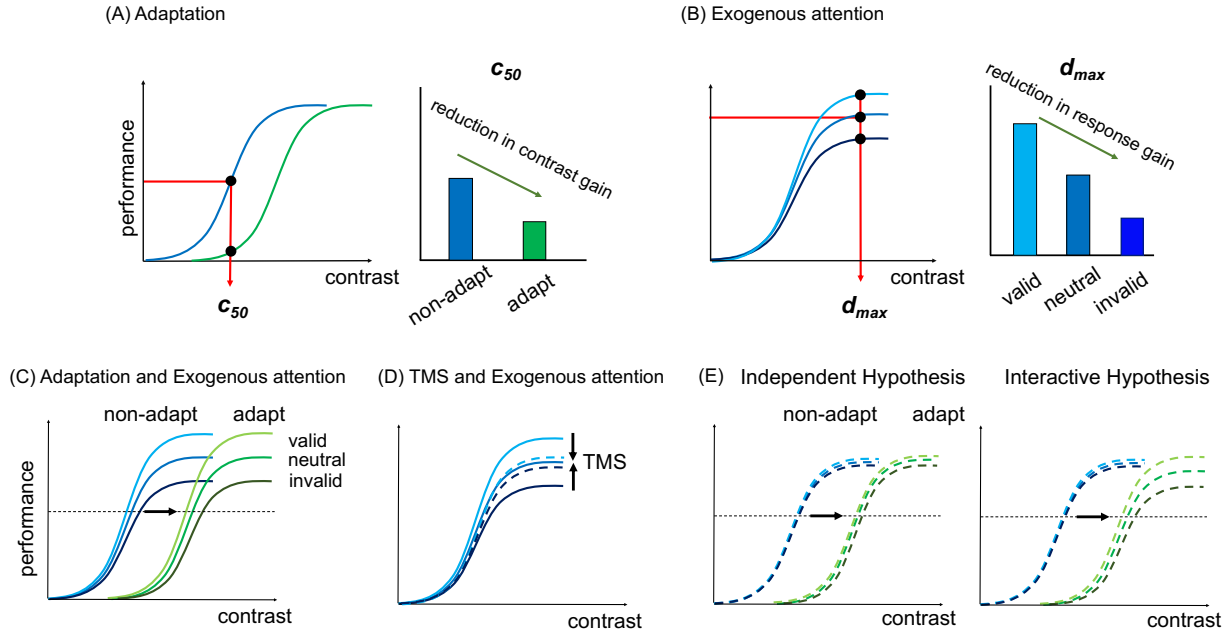 (A) Adaptation
performance
contrast
c50
c50
reduction in contrast gain
non-adapt
adapt
(B) Exogenous attention
contrast
dmax
dmax
reduction in response gain
valid
neutral
invalid
(C) Adaptation and Exogenous attention
non-adapt
adapt
valid
neutral
invalid
performance
contrast
(D) TMS and Exogenous attention
TMS
contrast
(E)
Independent Hypothesis
non-adapt
adapt
contrast
Interactive Hypothesis
contrast